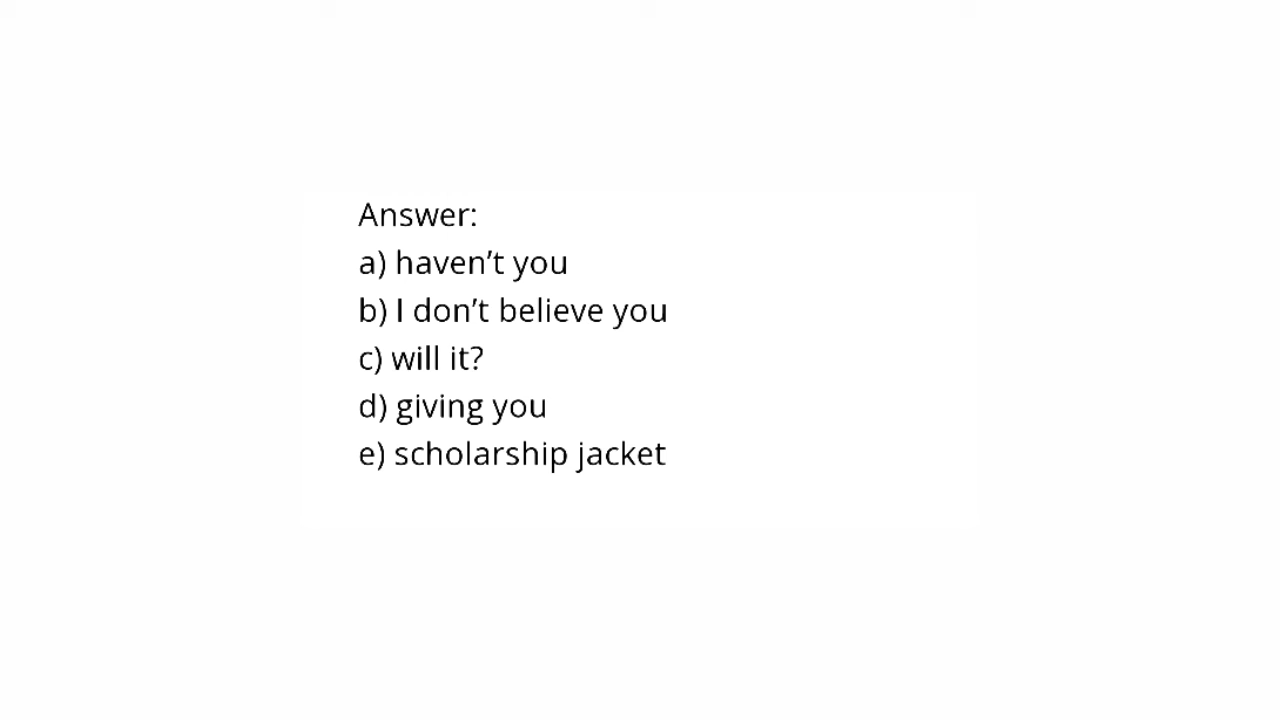 Answer:
a) haven’t you
b) I don’t believe you
c) will it?
d) giving you
e) scholarship jacket